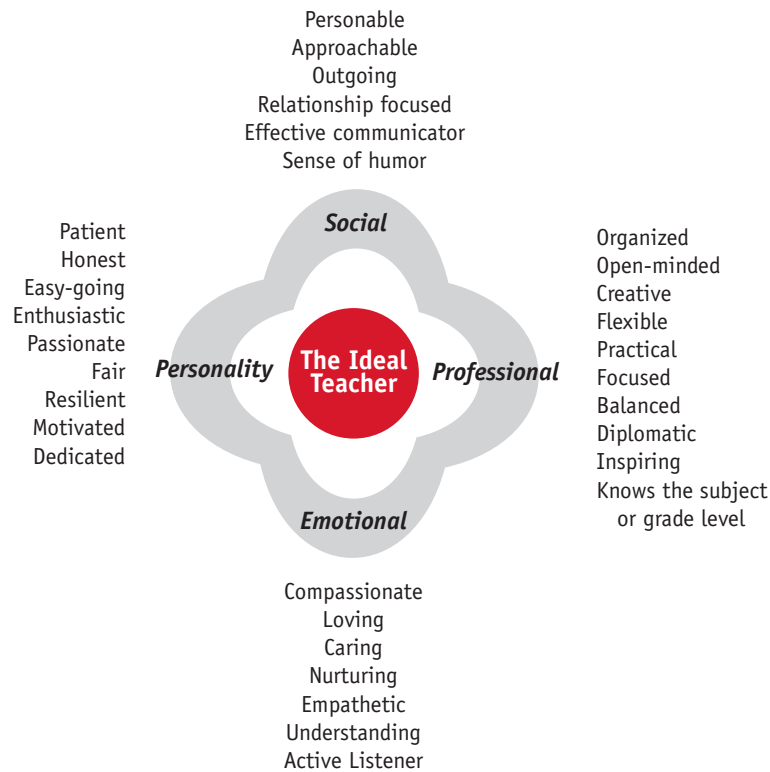 Personable
Approachable
Outgoing
Relationship focused
Effective communicator
Sense of humor
Social
Patient
Honest
Easy-going
Enthusiastic
Passionate
Fair
Resilient
Motivated
Dedicated
Personality
The Ideal
Teacher
Professional
Organized
Open-minded
Creative
Flexible
Practical
Focused
Balanced
Diplomatic
Inspiring
Knows the subject
or grade level
Emotional
Compassionate
Loving
Caring
Nurturing
Empathetic
Understanding
Active Listener